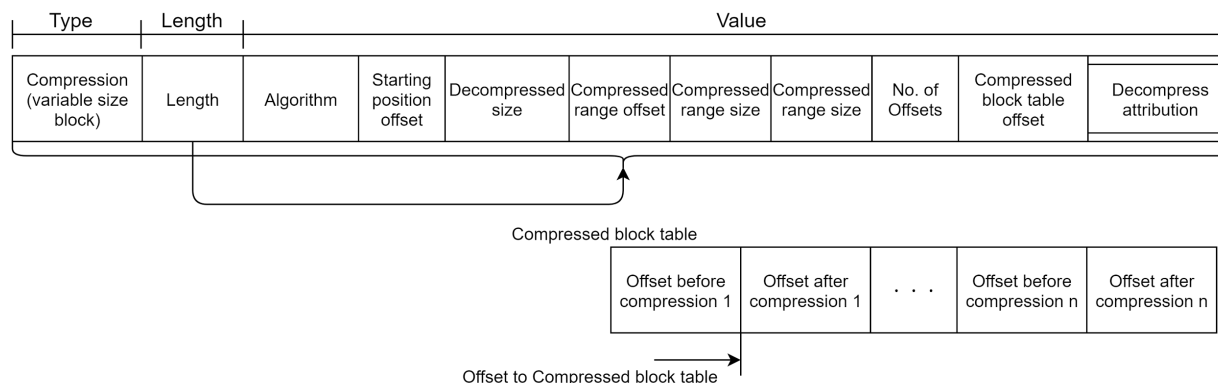 Type Length Value
Compression
(variable size
block)
Length
Algorithm
Starting
position
offset
Decompressed
size
Compressed
range offset
Compressed
range size
Compressed
range size
No. of
Offsets
Compressed
block table
offset
Decompress
attribution
Compressed block table
Offset before
compression 1
Offset after
compression 1
. . .
Offset before
compression n
Offset after
compression n
Offset to Compressed block table